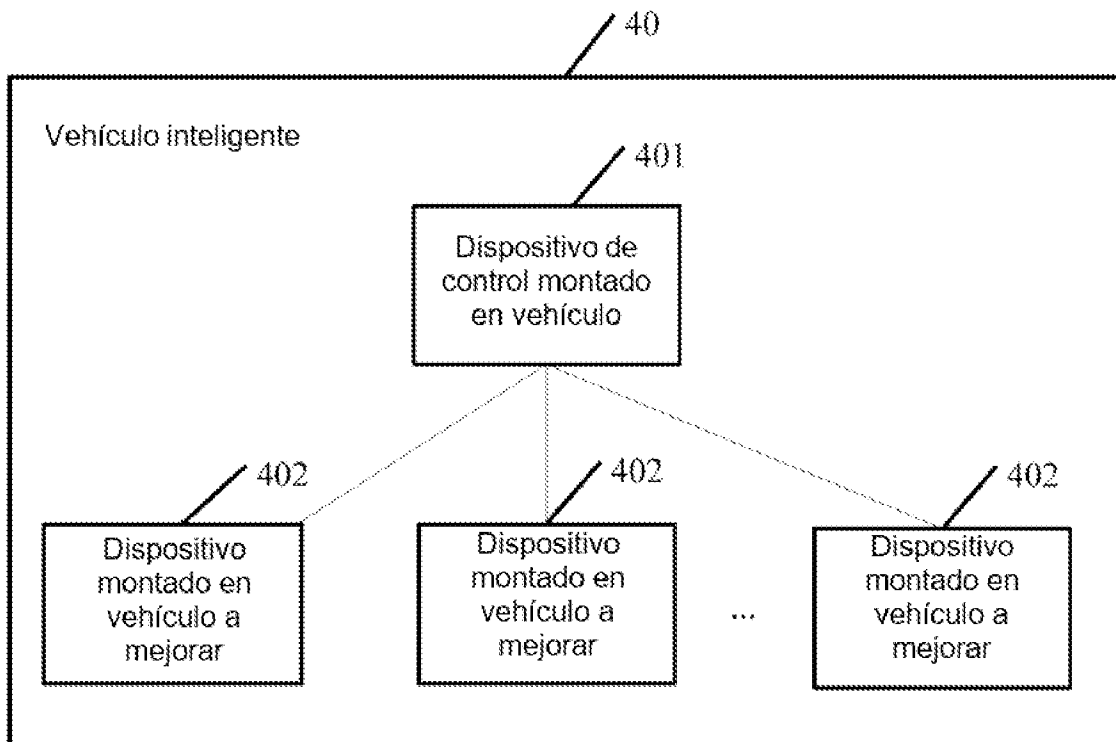 40
Vehículo inteligente
401
Dispositivo de
control montado
en vehículo
402
402
402
Dispositivo
montado en
vehículo a
mejorar
Dispositivo
montado en
vehículo a
mejorar
...
Dispositivo
montado en
vehículo a
mejorar